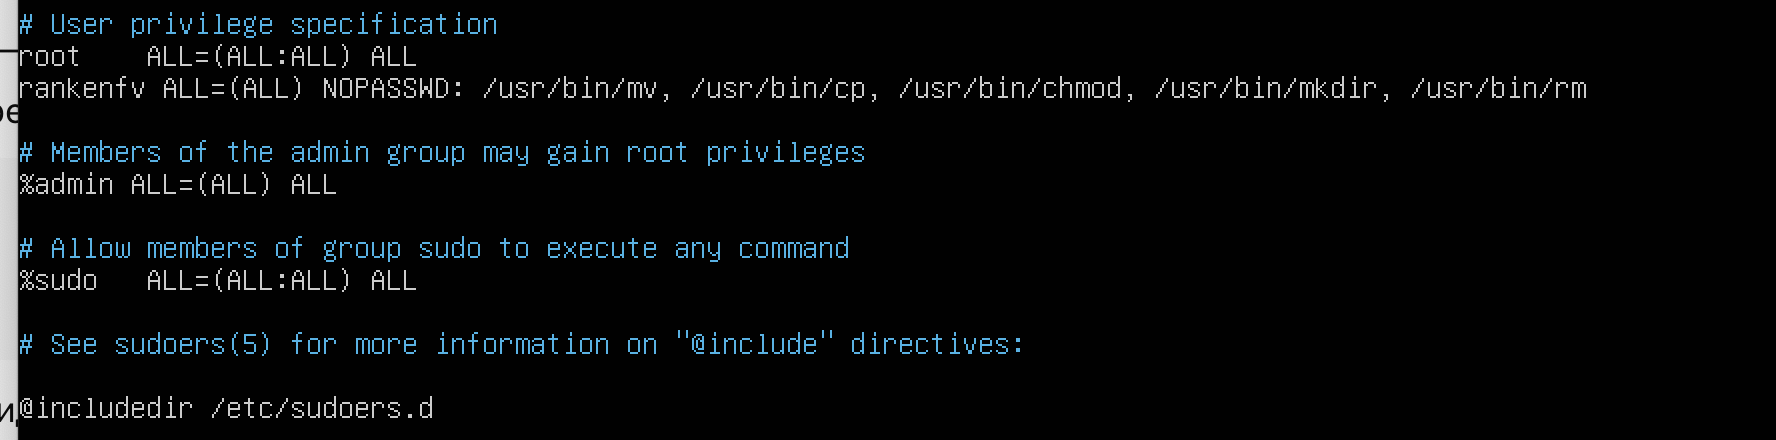 # User privilege specification
root    ALL=(ALL:ALL) ALL
rankenfv ALL=(ALL) NOPASSWD: /usr/bin/mv, /usr/bin/cp, /usr/bin/chmod, /usr/bin/mkdir, /usr/bin/rm
# Members of the admin group may gain root privileges
%admin ALL=(ALL) ALL
# Allow members of group sudo to execute any command
%sudo   ALL=(ALL:ALL) ALL
# See sudoers(5) for more information on "@include" directives:
@includedir /etc/sudoers.d